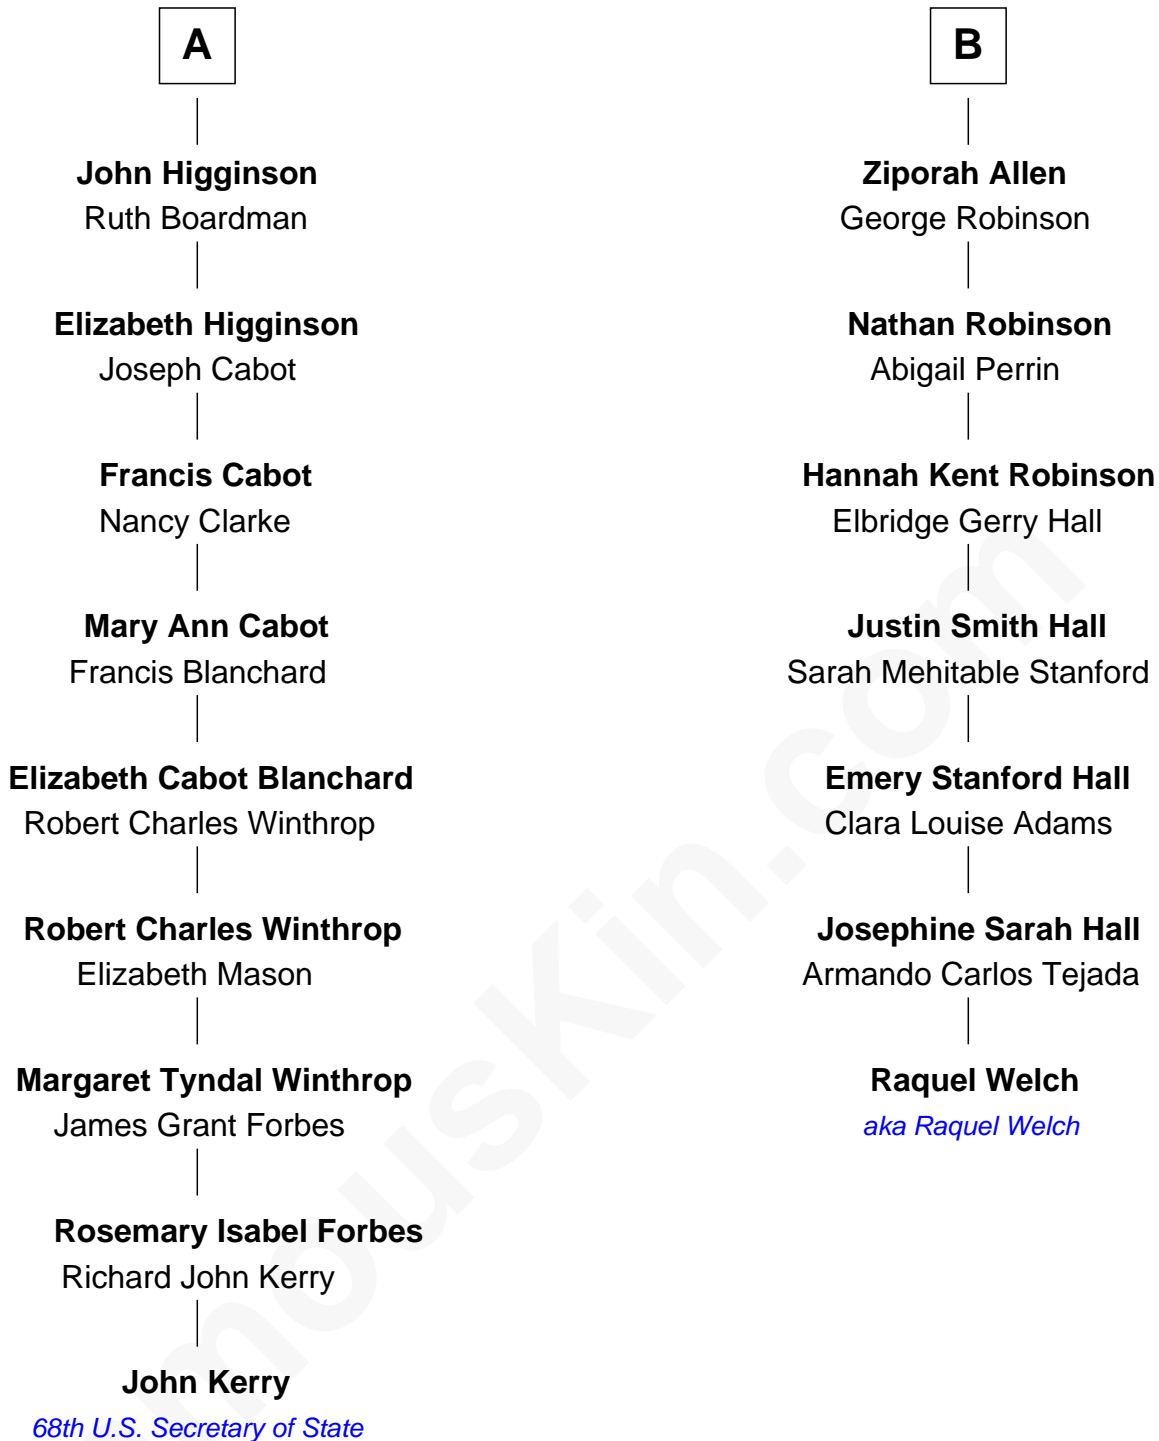 A
John Higginson
Ruth Boardman
Elizabeth Higginson
Joseph Cabot
Francis Cabot
Nancy Clarke
Mary Ann Cabot
Francis Blanchard
Elizabeth Cabot Blanchard
Robert Charles Winthrop
Robert Charles Winthrop
Elizabeth Mason
Margaret Tyndal Winthrop
James Grant Forbes
Rosemary Isabel Forbes
Richard John Kerry
John Kerry
68th U.S. Secretary of State
B
Ziporah Allen
George Robinson
Nathan Robinson
Abigail Perrin
Hannah Kent Robinson
Elbridge Gerry Hall
Justin Smith Hall
Sarah Mehitable Stanford
Emery Stanford Hall
Clara Louise Adams
Josephine Sarah Hall
Armando Carlos Tejada
Raquel Welch
aka Raquel Welch
mousKin.com